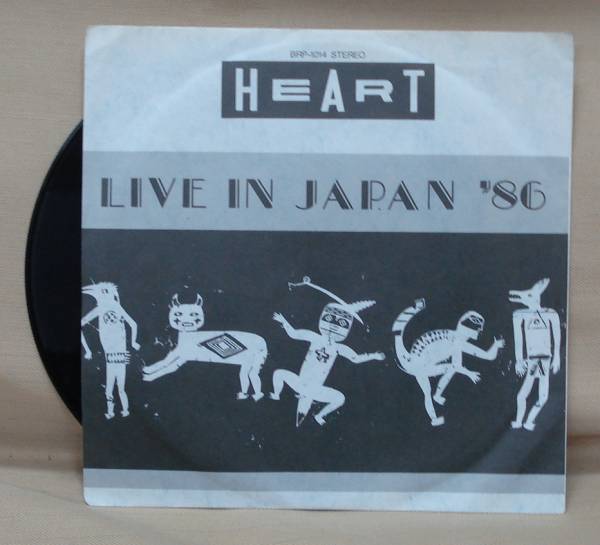 BRP-1014 STEREO
HEART
LIVE IN JAPAN '86